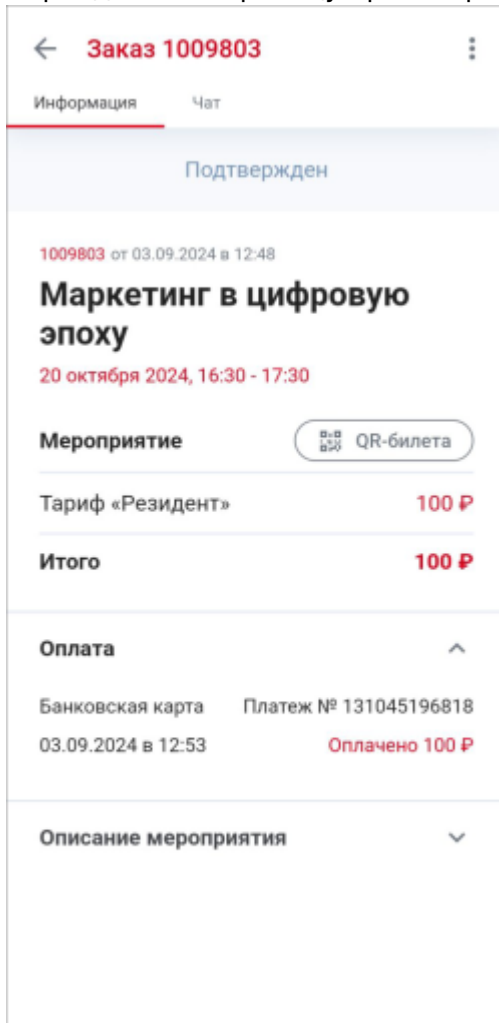 Заказ 1009803
Информация Чат
Подтвержден
1009803 от 03.09.2024 в 12:48
Маркетинг в цифровую
эпоху
20 октября 2024, 16:30 - 17:30
Мероприятие QR-билета
Тариф «Резидент» 100 ₽
Итого 100 ₽
Оплата
Банковская карта Платеж № 131045196818
03.09.2024 в 12:53 Оплачено 100 ₽
Описание мероприятия